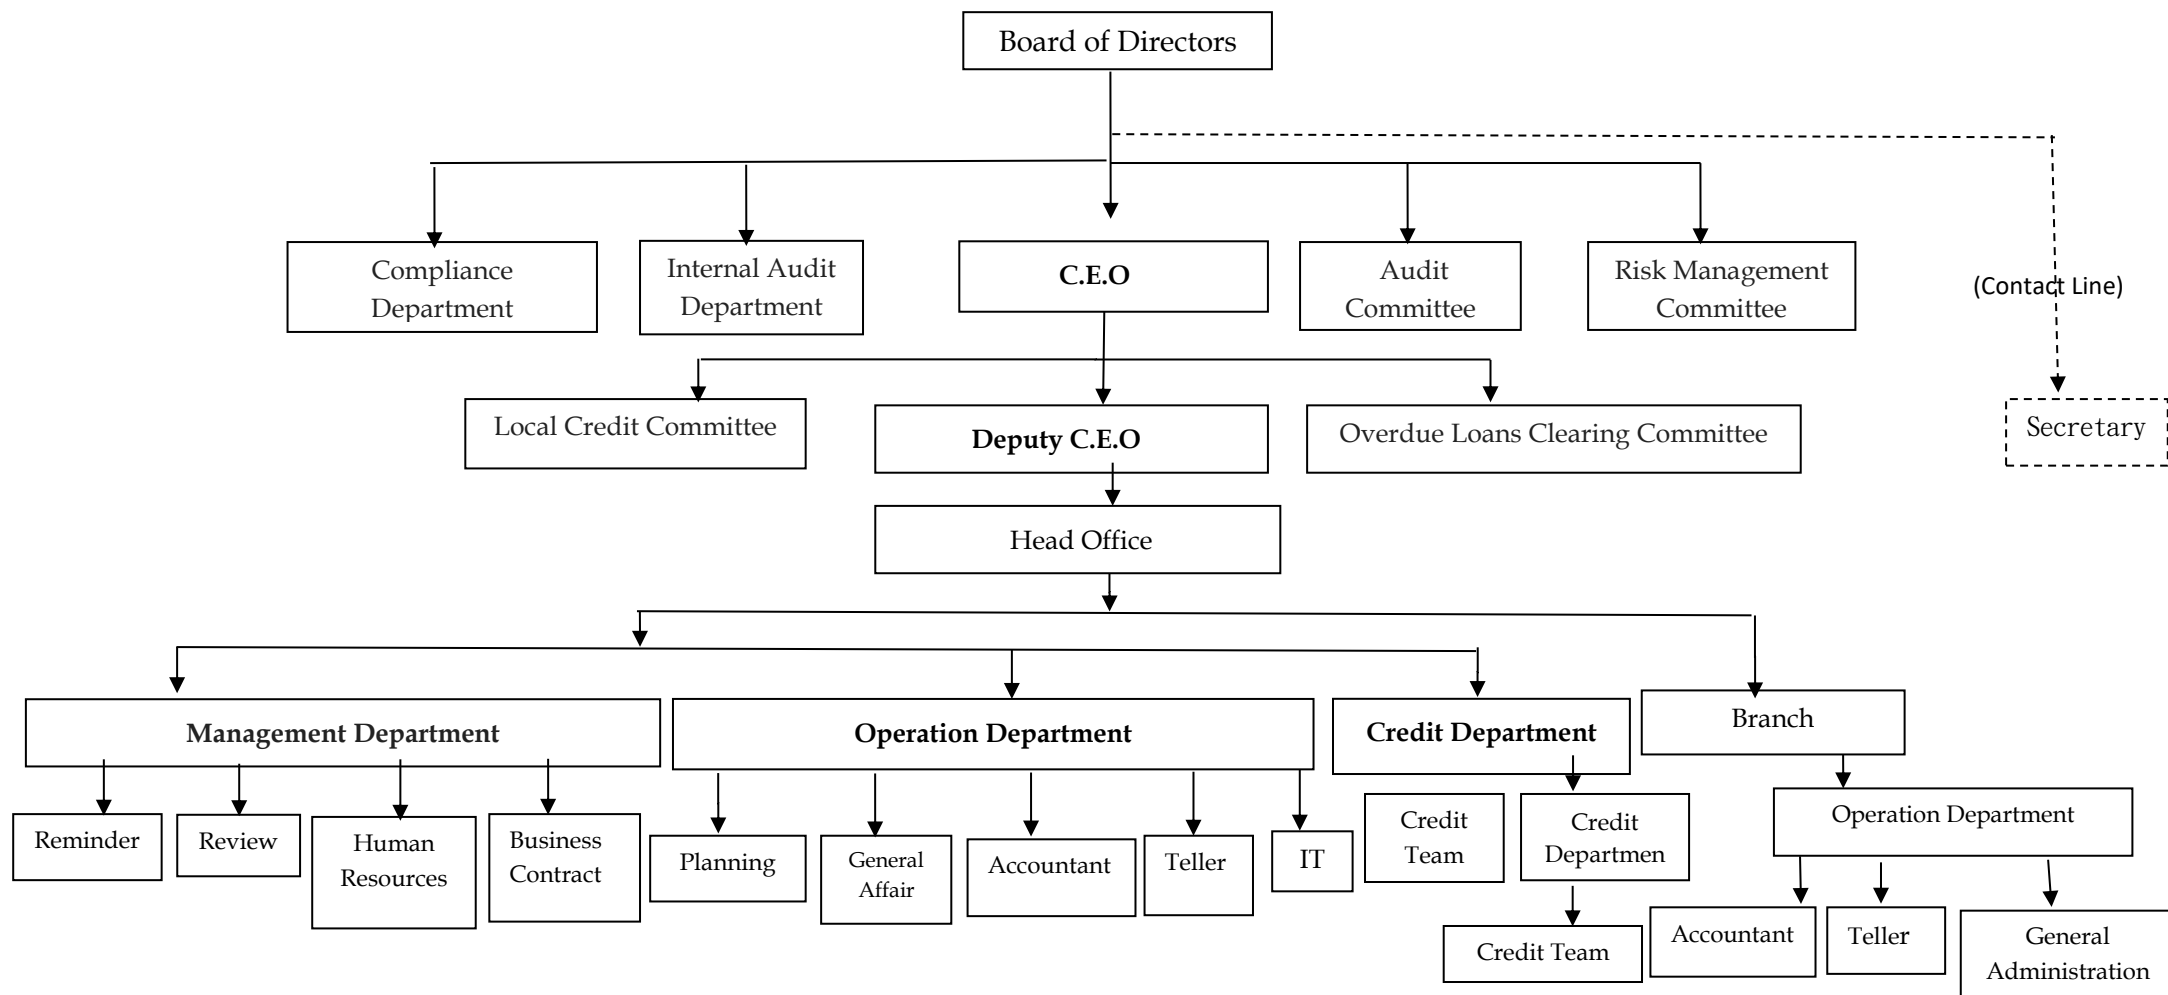 Board of Directors
Compliance
Department
Internal Audit
Department
C.E.O
Audit
Committee
Risk Management
Committee
(Contact Line)
Local Credit Committee
Deputy C.E.O
Overdue Loans Clearing Committee
Secretary
Head Office
Management Department
Operation Department
Credit Department
Branch
Reminder
Review
Human
Resources
Business
Contract
Planning
General
Affair
Accountant
Teller
IT
Credit
Team
Credit
Departmen
Operation Department
Credit Team
Accountant
Teller
General
Administration